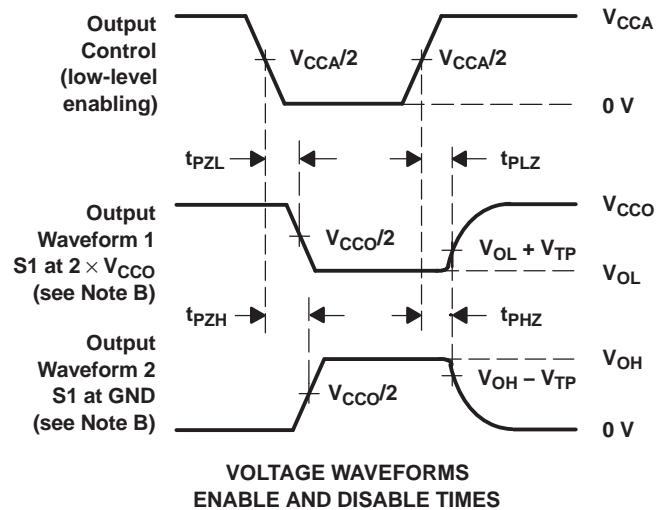 Output
Control
(low-level
enabling)
VCCA/2
VCCA/2
VCCA
0 V
tPZL
tPLZ
Output
Waveform 1
S1 at 2 × VCCO
(see Note B)
VCCO/2
VCCO
VOL + VTP
VOL
tPZH
tPHZ
Output
Waveform 2
S1 at GND
(see Note B)
VCCO/2
VOH
VOH – VTP
0 V
VOLTAGE WAVEFORMS
ENABLE AND DISABLE TIMES